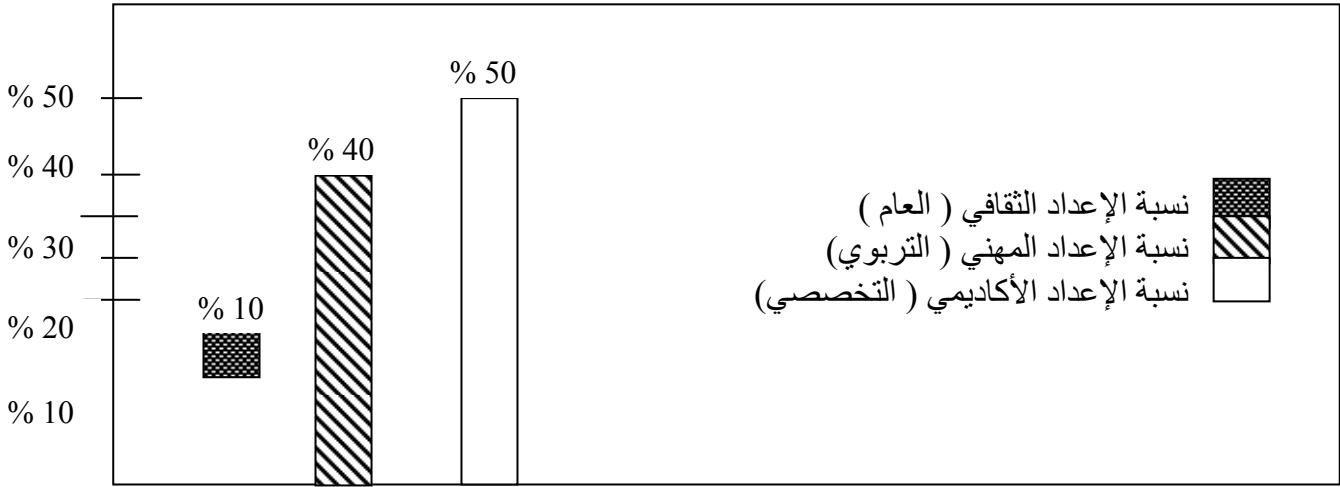 % 50
% 40
% 30
% 20
% 10
% 10
% 40
% 50
نسبة الإعداد الثقافي ( العام )
نسبة الإعداد المهني ( التربوي)
نسبة الإعداد الأكاديمي ( التخصصي)